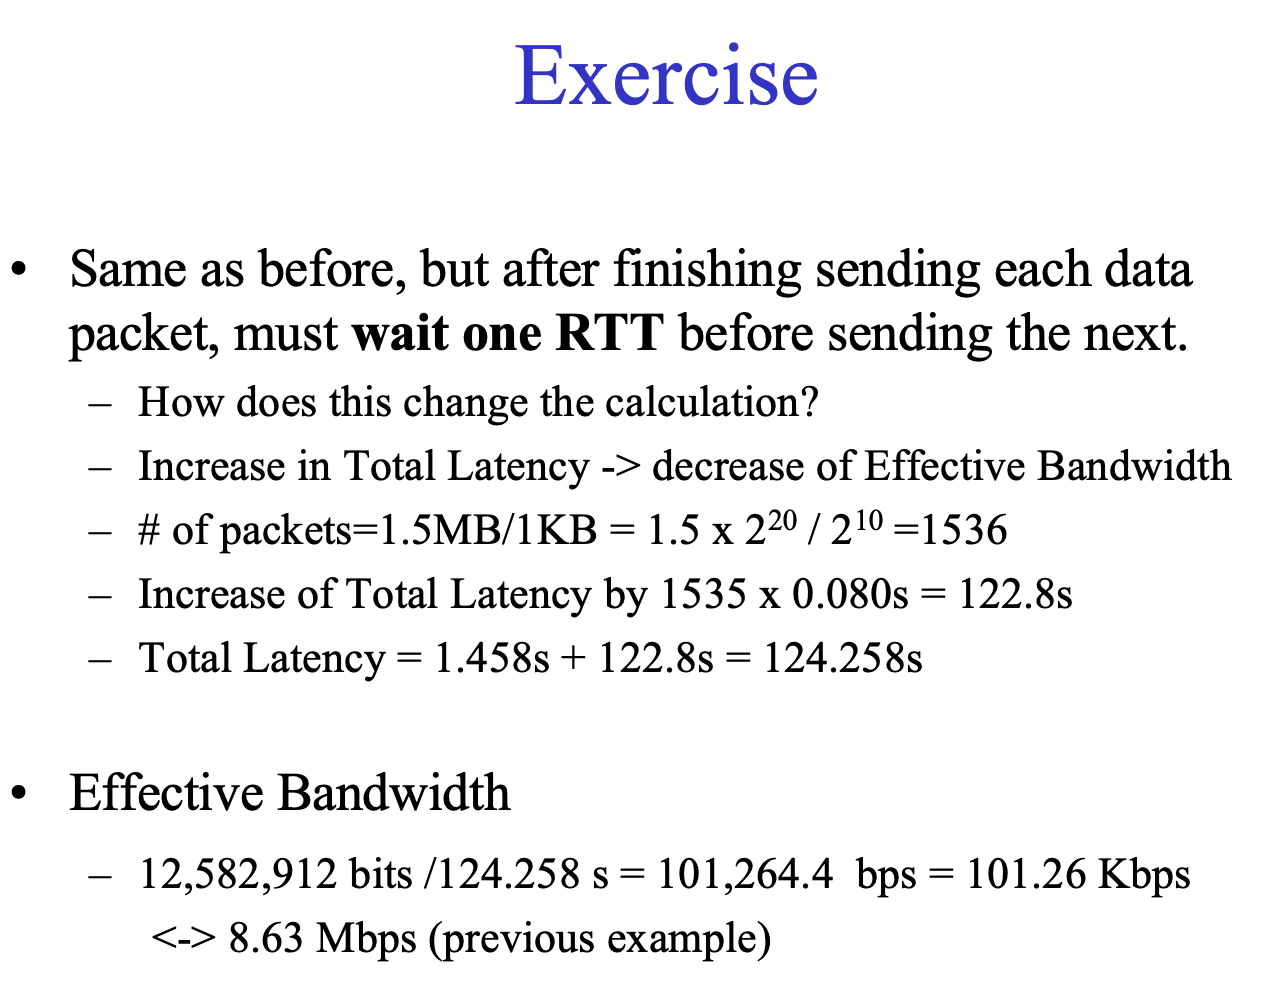 Exercise
• Same as before, but after finishing sending each data
packet, must wait one RTT before sending the next.
– How does this change the calculation?
– Increase in Total Latency -> decrease of Effective Bandwidth
– # of packets=1.5MB/1KB = 1.5 x 2²⁰ / 2¹⁰ =1536
– Increase of Total Latency by 1535 x 0.080s = 122.8s
– Total Latency = 1.458s + 122.8s = 124.258s
• Effective Bandwidth
– 12,582,912 bits /124.258 s = 101,264.4 bps = 101.26 Kbps
<-> 8.63 Mbps (previous example)